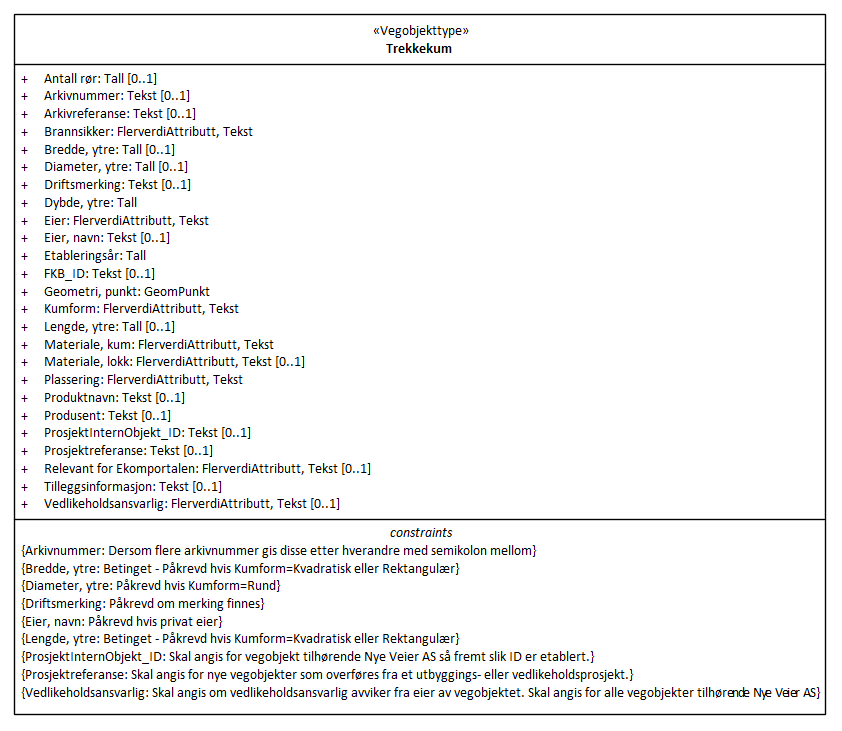 «Vegobjekttype»
Trekkekum
+ Antall rør: Tall [0..1]
+ Arkivnummer: Tekst [0..1]
+ Arkivreferanse: Tekst [0..1]
+ Brannsikker: FlerverdiAttributt, Tekst
+ Bredde, ytre: Tall [0..1]
+ Diameter, ytre: Tall [0..1]
+ Driftsmerking: Tekst [0..1]
+ Dybde, ytre: Tall
+ Eier: FlerverdiAttributt, Tekst
+ Eier, navn: Tekst [0..1]
+ Etableringsår: Tall
+ FKB_ID: Tekst [0..1]
+ Geometri, punkt: GeomPunkt
+ Kumform: FlerverdiAttributt, Tekst
+ Lengde, ytre: Tall [0..1]
+ Materiale, kum: FlerverdiAttributt, Tekst
+ Materiale, lokk: FlerverdiAttributt, Tekst [0..1]
+ Plassering: FlerverdiAttributt, Tekst
+ Produktnavn: Tekst [0..1]
+ Produsent: Tekst [0..1]
+ ProsjektInternObjekt_ID: Tekst [0..1]
+ Prosjektreferanse: Tekst [0..1]
+ Relevant for Ekomportalen: FlerverdiAttributt, Tekst [0..1]
+ Tilleggsinformasjon: Tekst [0..1]
+ Vedlikeholdsansvarlig: FlerverdiAttributt, Tekst [0..1]
constraints
{Arkivnummer: Dersom flere arkivnummer gis disse etter hverandre med semikolon mellom}
{Bredde, ytre: Betinget - Påkrevd hvis Kumform=Kvadratisk eller Rektangulær}
{Diameter, ytre: Påkrevd hvis Kumform=Rund}
{Driftsmerking: Påkrevd om merking finnes}
{Eier, navn: Påkrevd hvis privat eier}
{Lengde, ytre: Betinget - Påkrevd hvis Kumform=Kvadratisk eller Rektangulær}
{ProsjektInternObjekt_ID: Skal angis for vegobjekt tilhørende Nye Veier AS så fremt slik ID er etablert.}
{Prosjektreferanse: Skal angis for nye vegobjekter som overføres fra et utbyggings- eller vedlikeholdsprosjekt.}
{Vedlikeholdsansvarlig: Skal angis om vedlikeholdsansvarlig avviker fra eier av vegobjektet. Skal angis for alle vegobjekter tilhørende Nye Veier AS}